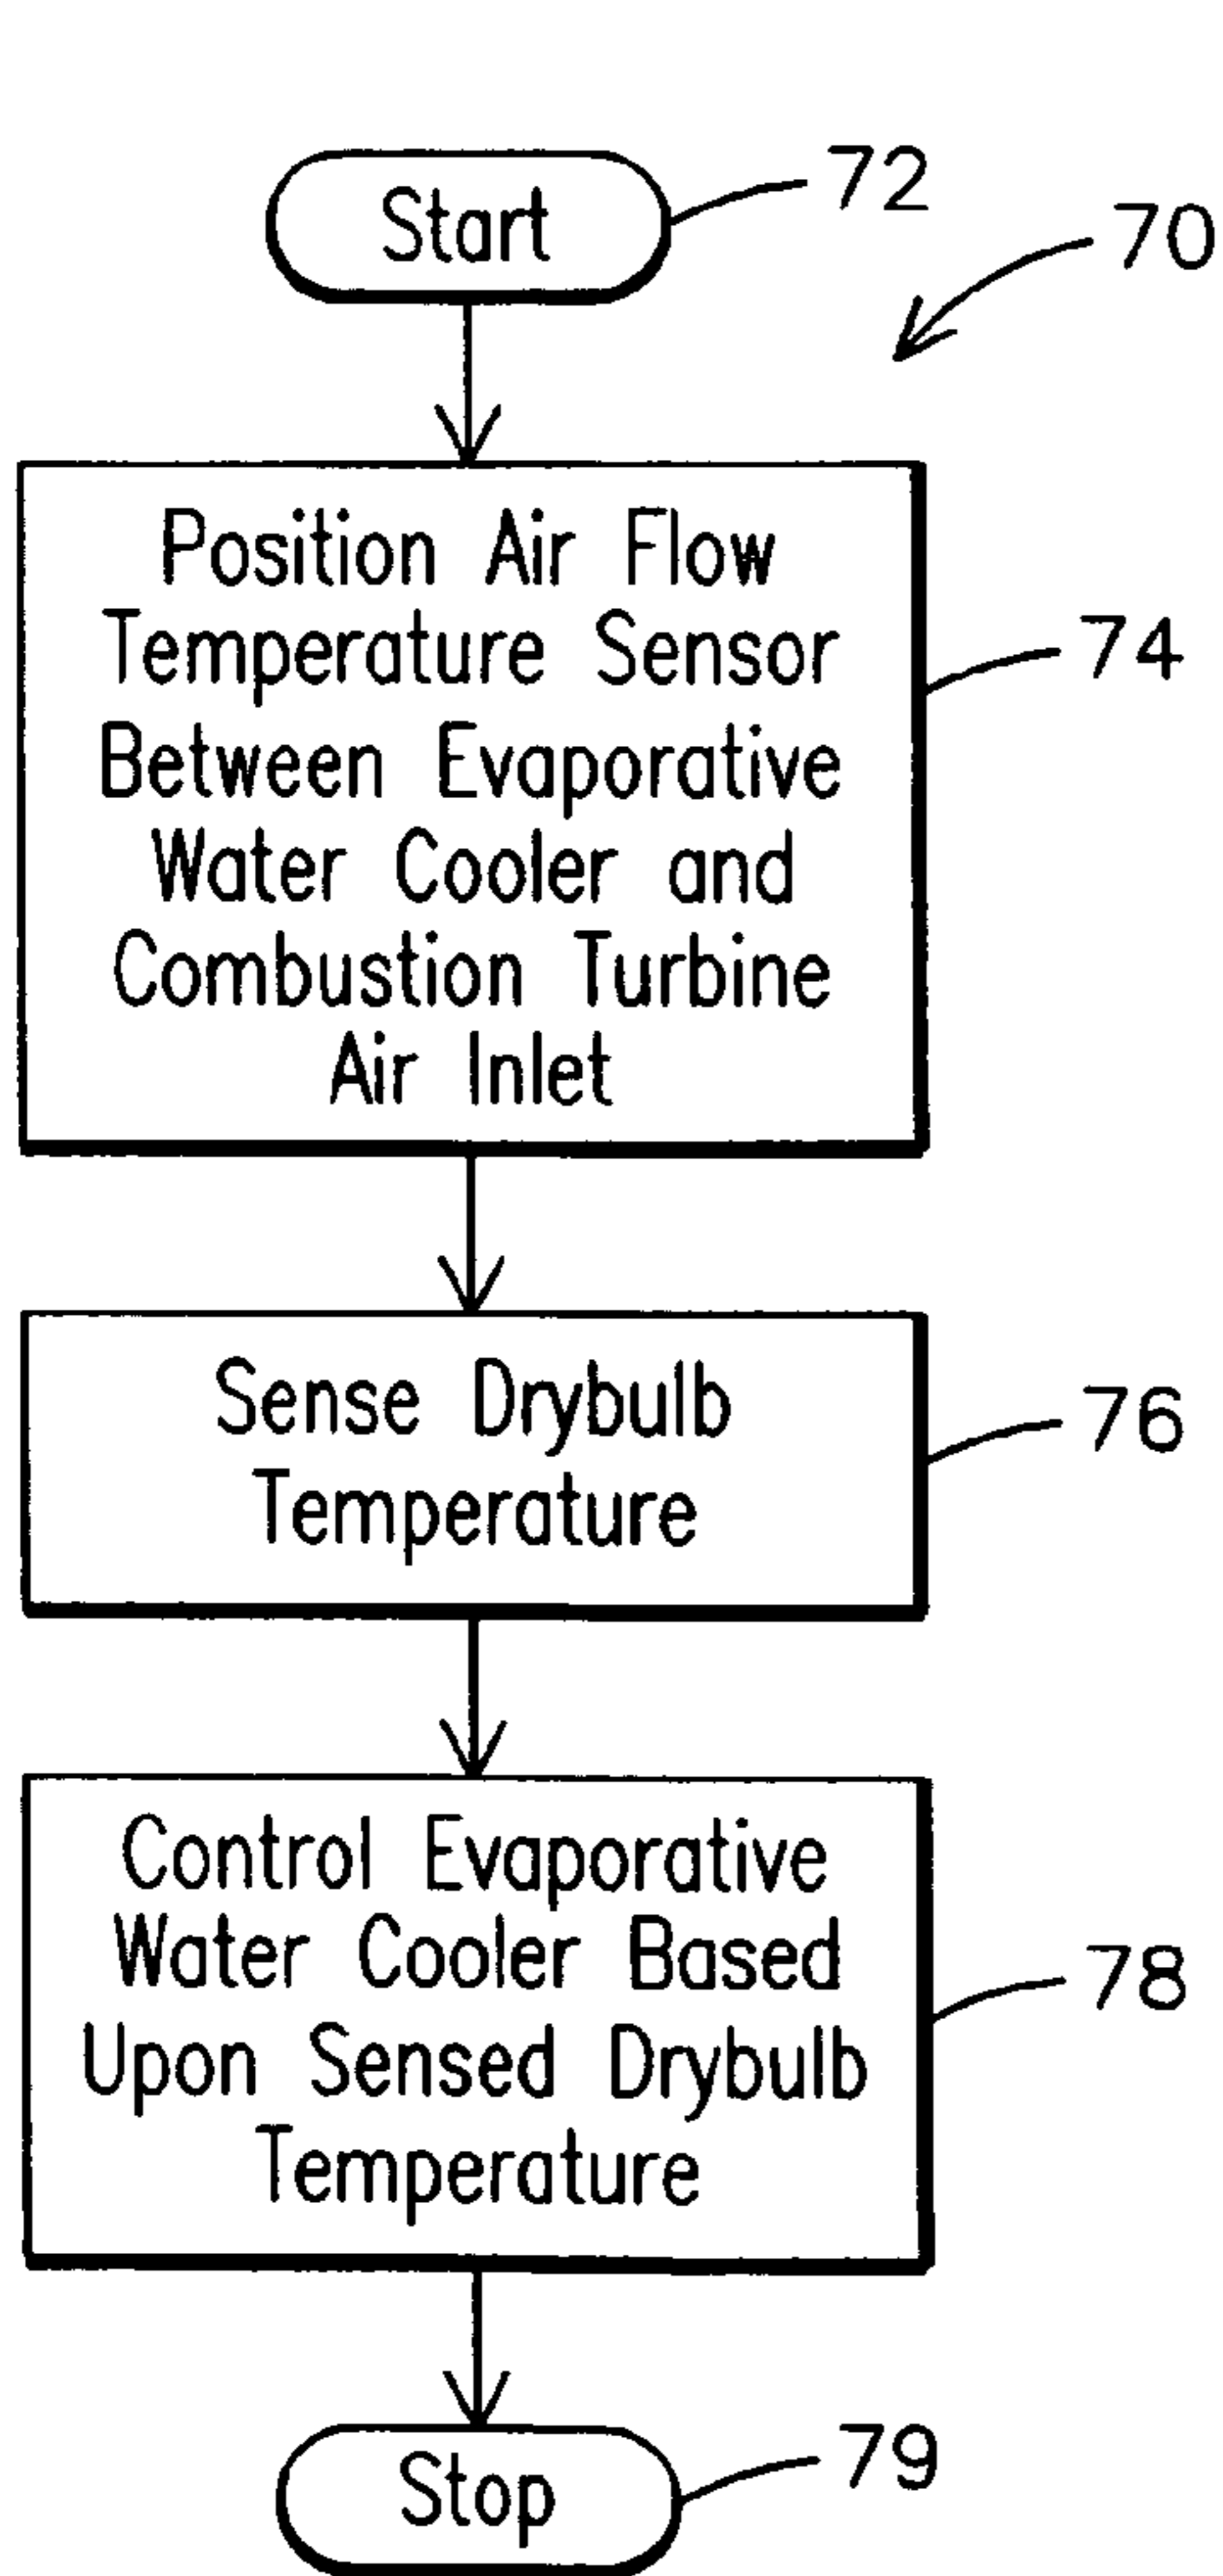 Start
72
70
Position Air Flow
Temperature Sensor
Between Evaporative
Water Cooler and
Combustion Turbine
Air Inlet
74
Sense Drybulb
Temperature
76
Control Evaporative
Water Cooler Based
Upon Sensed Drybulb
Temperature
78
Stop
79